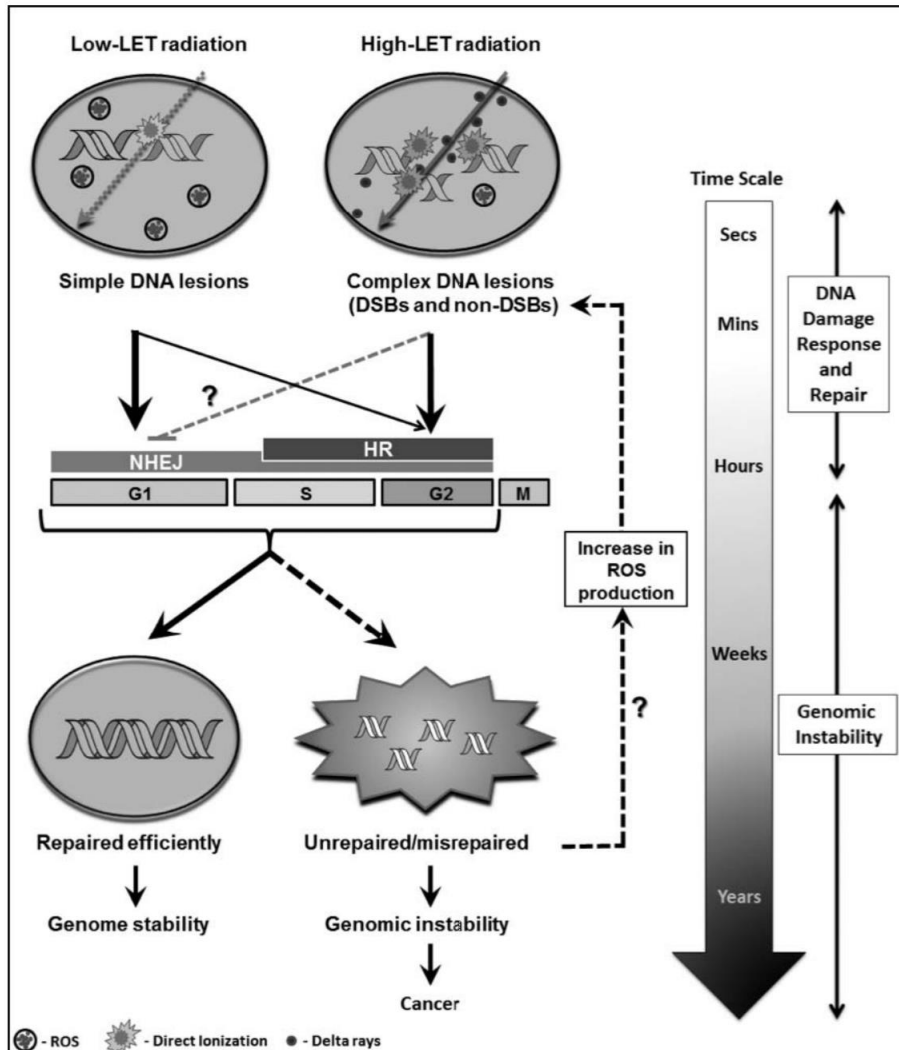 Low-LET radiation
High-LET radiation
Simple DNA lesions
Complex DNA lesions
(DSBs and non-DSBs)
?
HR
NHEJ
G1
S
G2
M
Increase in
ROS
production
?
Repaired efficiently
Unrepaired/misrepaired
Genome stability
Genomic instability
Cancer
Time Scale
Secs
Mins
Hours
Weeks
Years
DNA
Damage
Response
and
Repair
Genomic
Instability
- ROS
- Direct Ionization
- Delta rays